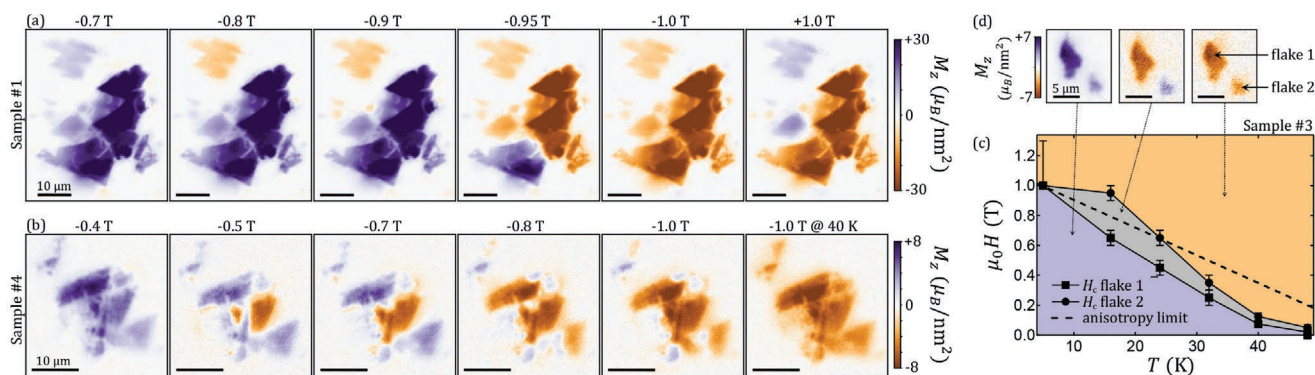 (a)
-0.7 T
-0.8 T
-0.9 T
-0.95 T
-1.0 T
+1.0 T
Sample #1
10 μm
+30
0
-30
M_z (μ_B/nm²)
(b)
-0.4 T
-0.5 T
-0.7 T
-0.8 T
-1.0 T
-1.0 T @ 40 K
Sample #4
10 μm
+8
0
-8
M_z (μ_B/nm²)
(d)
+7
-7
M_z
(μ_B/nm²)
5 μm
flake 1
flake 2
Sample #3
(c)
1.2
1.0
0.8
0.6
0.4
0.2
0.0
μ₀H (T)
H_c flake 1
H_c flake 2
anisotropy limit
10
20
30
40
T (K)